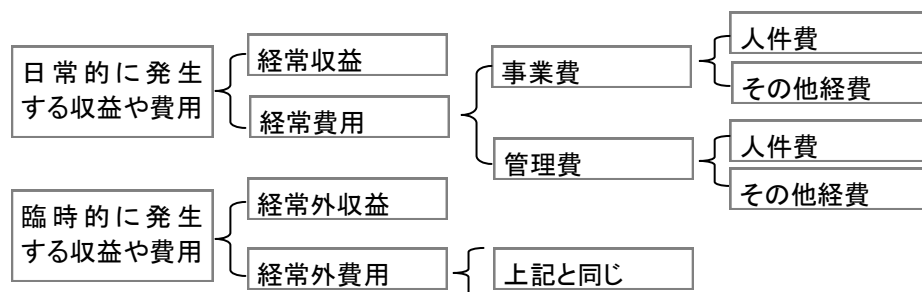 日常的に発生
する収益や費用
経常収益
経常費用
事業費
管理費
人件費
その他経費
人件費
その他経費
臨時的に発生
する収益や費用
経常外収益
経常外費用
上記と同じ